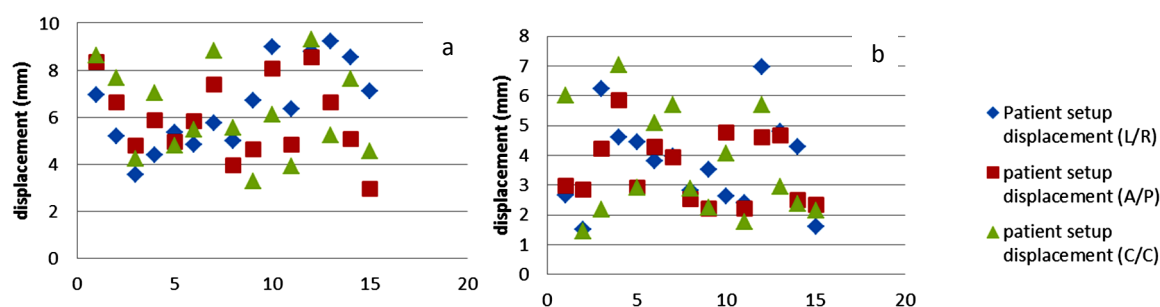 a
displacement (mm)
10
8
6
4
2
0
0 5 10 15 20
b
displacement (mm)
8
7
6
5
4
3
2
1
0
0 5 10 15 20
Patient setup
displacement (L/R)
patient setup
displacement (A/P)
patient setup
displacement (C/C)